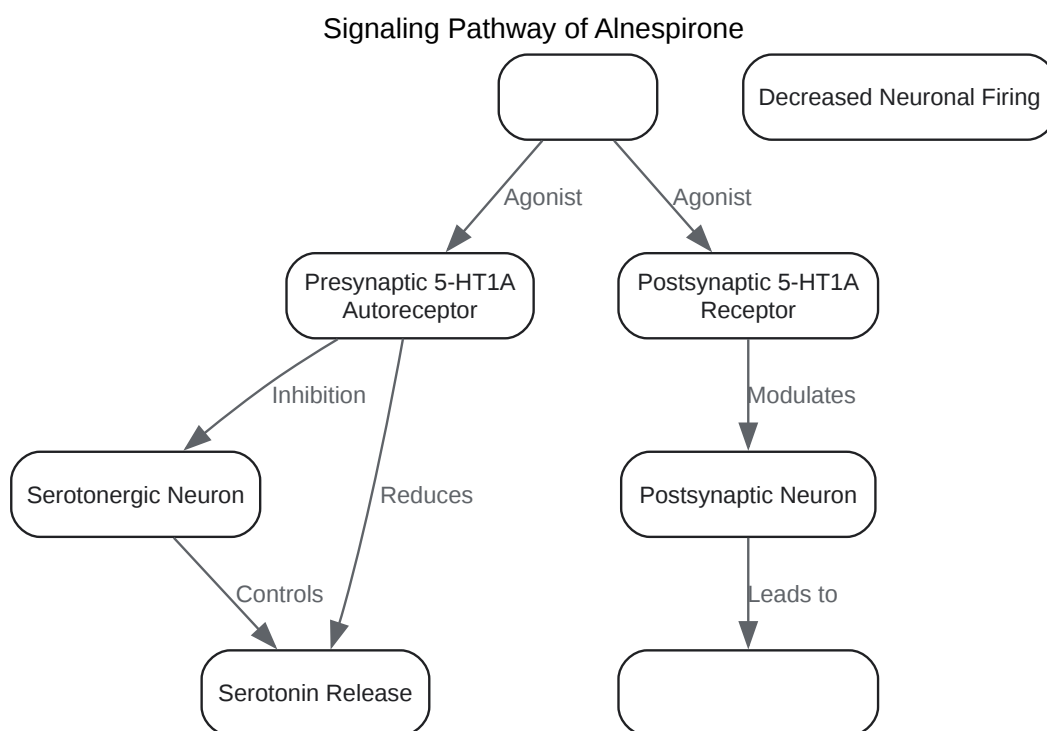 Signaling Pathway of Alnespirone
Decreased Neuronal Firing
Agonist
Agonist
Presynaptic 5-HT1A
Autoreceptor
Postsynaptic 5-HT1A
Receptor
Inhibition
Modulates
Serotonergic Neuron
Reduces
Postsynaptic Neuron
Controls
Leads to
Serotonin Release